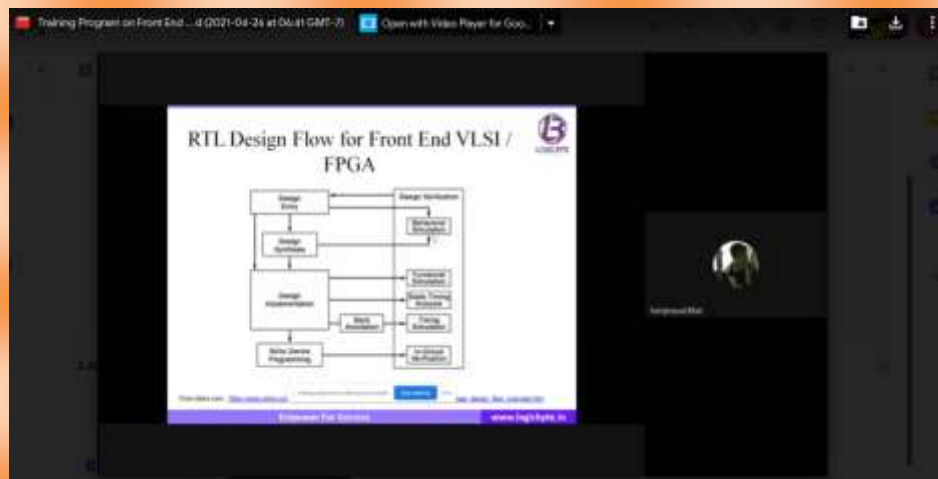 Training Program on Front End ... d (2021-04-26 at 06:41 GMT-7)
Open with Video Player for Goo...
RTL Design Flow for Front End VLSI /
FPGA
LOGICBYTE
Design
Entry
Design Verification
Behavioral
Simulation
Design
Synthesis
Functional
Simulation
Design
Implementation
Static Timing
Analysis
Back
Annotation
Timing
Simulation
Xilinx Device
Programming
In-Circuit
Verification
Empower For Success
www.logicbyte.in